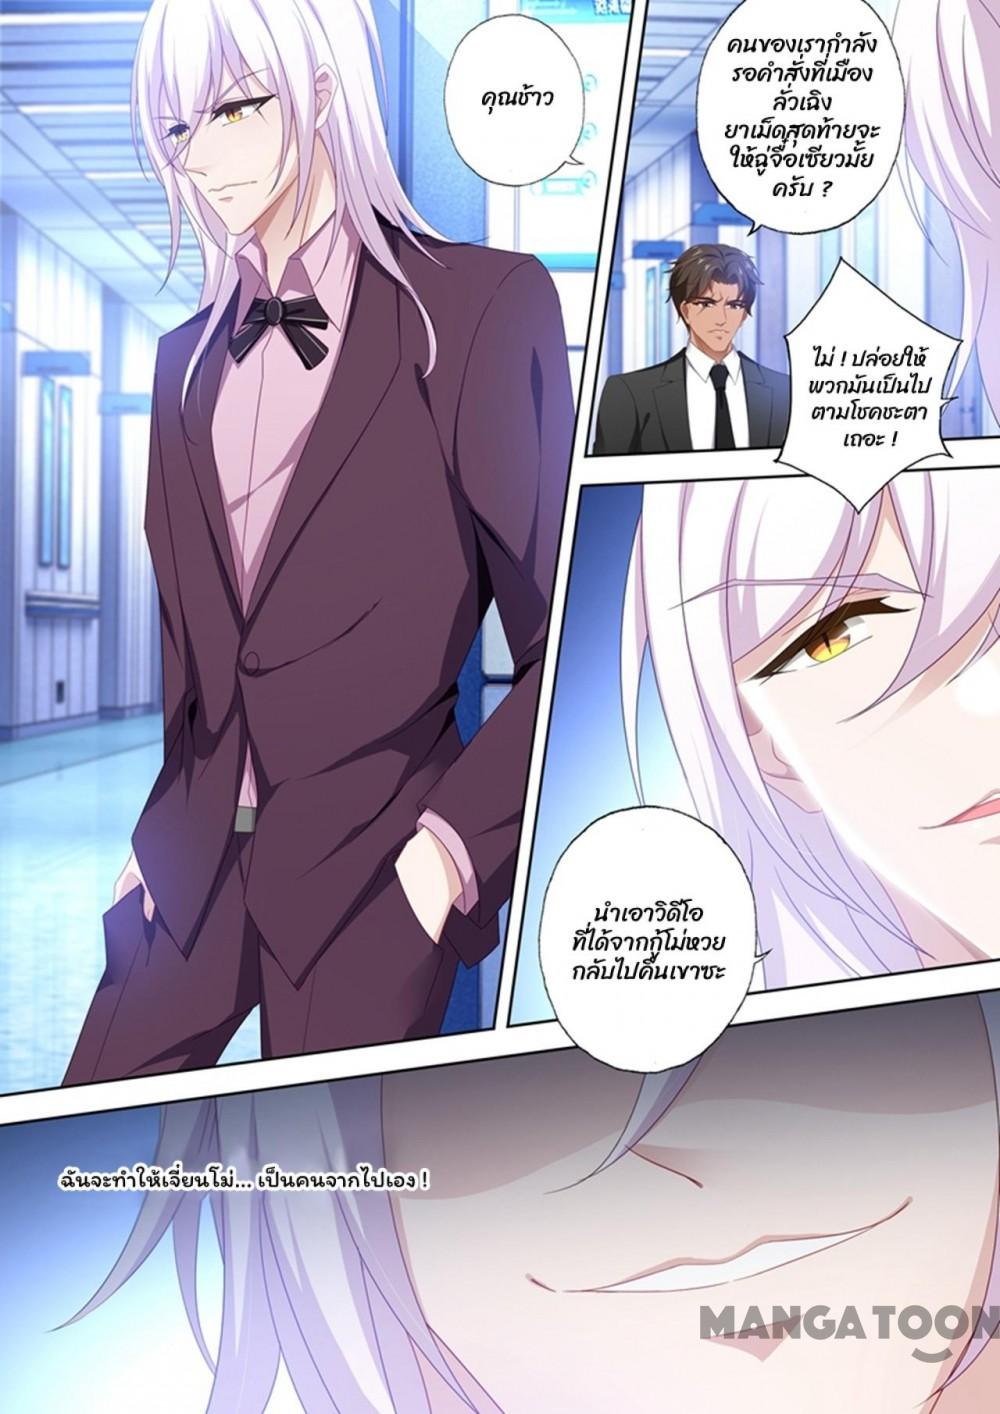 คุณช้าว
คนของเรากำลัง
รอคำสั่งที่เมือง
ลั่วเฉิง
ยาเม็ดสุดท้ายจะ
ให้ฉู่จื่อเซียวมั้ย
ครับ ?
ไม่ ! ปล่อยให้
พวกมันเป็นไป
ตามโชคชะตา
เถอะ !
นำเอาวิดีโอ
ที่ได้จากกู้โม่หวย
กลับไปคืนเขาซะ
ฉันจะทำให้เจี่ยนโม่... เป็นคนจากไปเอง !
MANGATOON